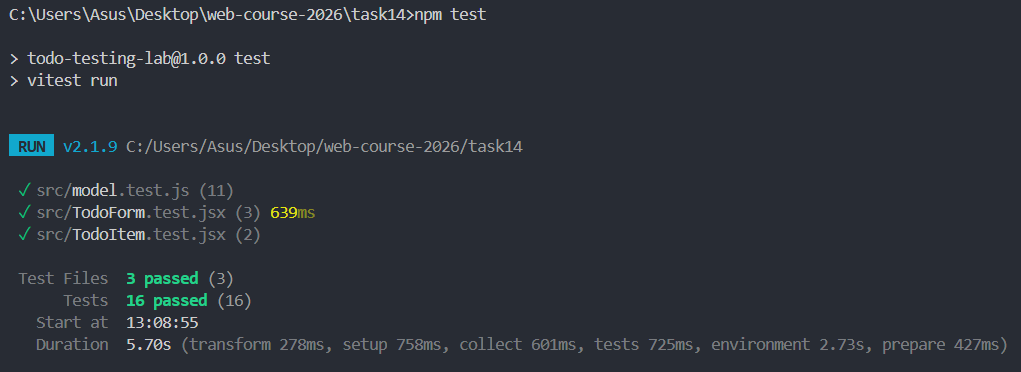 C:\Users\Asus\Desktop\web-course-2026\task14>npm test
> todo-testing-lab@1.0.0 test
> vitest run
RUN v2.1.9 C:/Users/Asus/Desktop/web-course-2026/task14
✓ src/model.test.js (11)
✓ src/TodoForm.test.jsx (3) 639ms
✓ src/TodoItem.test.jsx (2)
Test Files 3 passed (3)
Tests 16 passed (16)
Start at 13:08:55
Duration 5.70s (transform 278ms, setup 758ms, collect 601ms, tests 725ms, environment 2.73s, prepare 427ms)